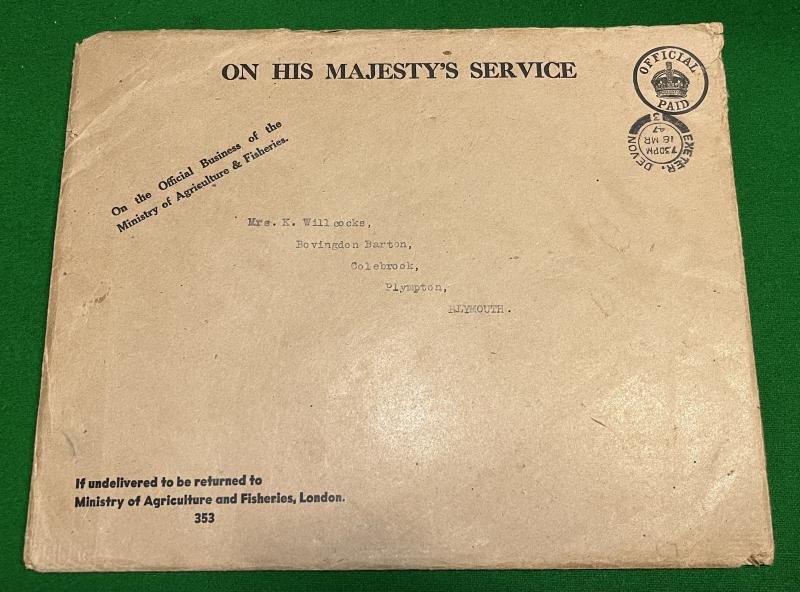 ON HIS MAJESTY'S SERVICE
OFFICIAL
PAID
EXETER. DEVON
3
7.30PM
18 MR
47
On the Official Business of the
Ministry of Agriculture & Fisheries.
Mrs. K. Willcocks,
Bovingdon Barton,
Colebrook,
Plympton,
PLYMOUTH.
If undelivered to be returned to
Ministry of Agriculture and Fisheries, London.
353